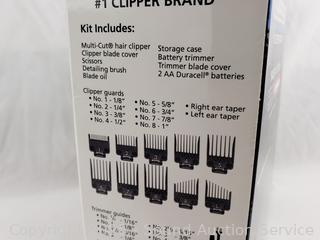 #1 CLIPPER BRAND
Kit Includes:
Multi-Cut® hair clipper
Clipper blade cover
Scissors
Detailing brush
Blade oil
Storage case
Battery trimmer
Trimmer blade cover
2 AA Duracell® batteries
Clipper guards
• No. 1 - 1/8"
• No. 2 - 1/4"
• No. 3 - 3/8"
• No. 4 - 1/2"
• No. 5 - 5/8"
• No. 6 - 3/4"
• No. 7 - 7/8"
• No. 8 - 1"
• Right ear taper
• Left ear taper
Trimmer guides